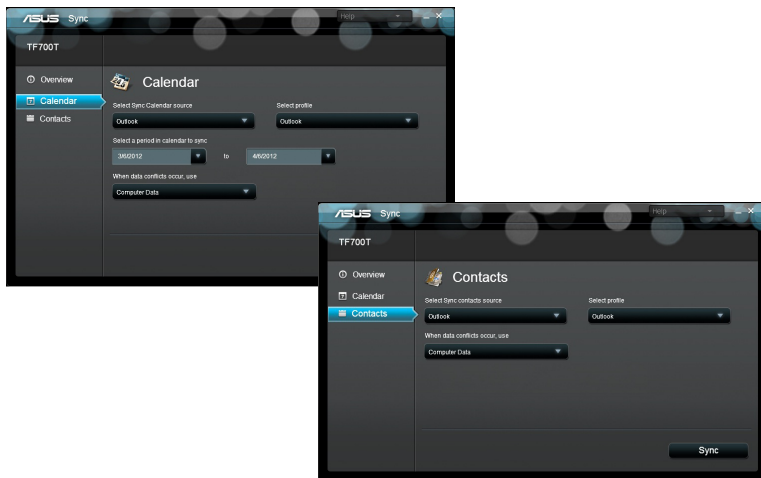 ASUS Sync
Help
TF700T
Overview
Calendar
Contacts
Calendar
Select Sync Calendar source
Select profile
Outlook
Outlook
Select a period in calendar to sync
3/6/2012
to
4/6/2012
When data conflicts occur, use
Computer Data
ASUS Sync
Help
TF700T
Overview
Calendar
Contacts
Contacts
Select Sync contacts source
Select profile
Outlook
Outlook
When data conflicts occur, use
Computer Data
Sync